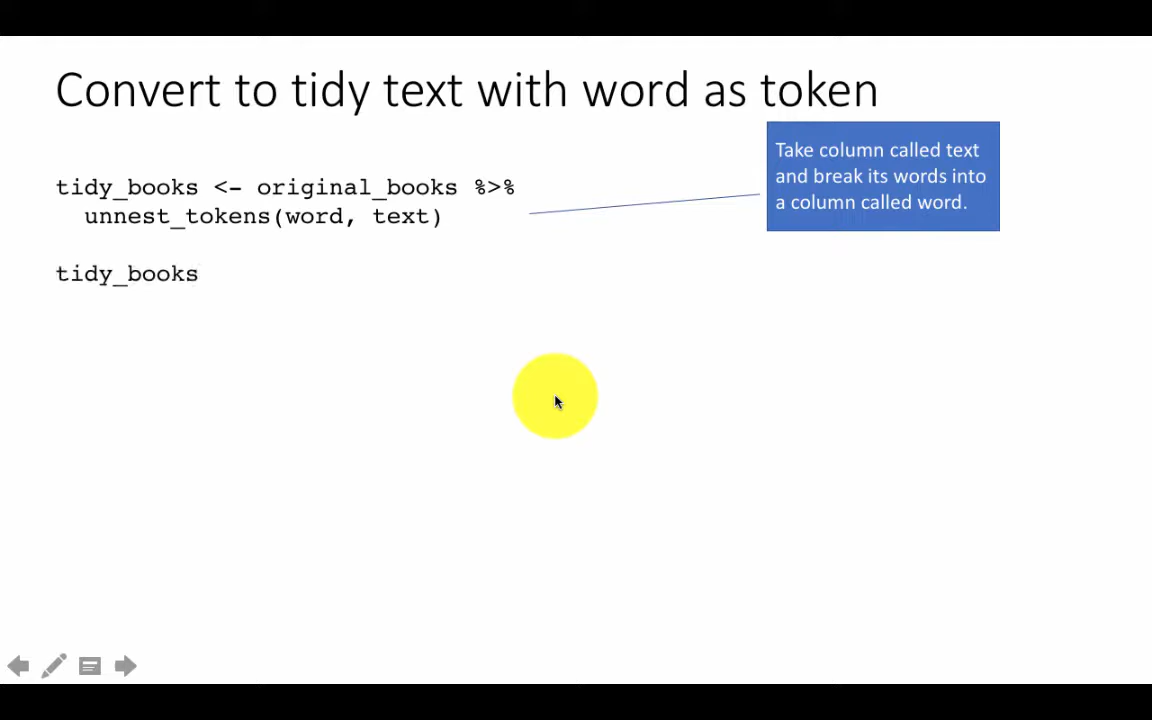 Convert to tidy text with word as token
Take column called text
and break its words into
a column called word.
tidy_books <- original_books %>%
  unnest_tokens(word, text)
tidy_books